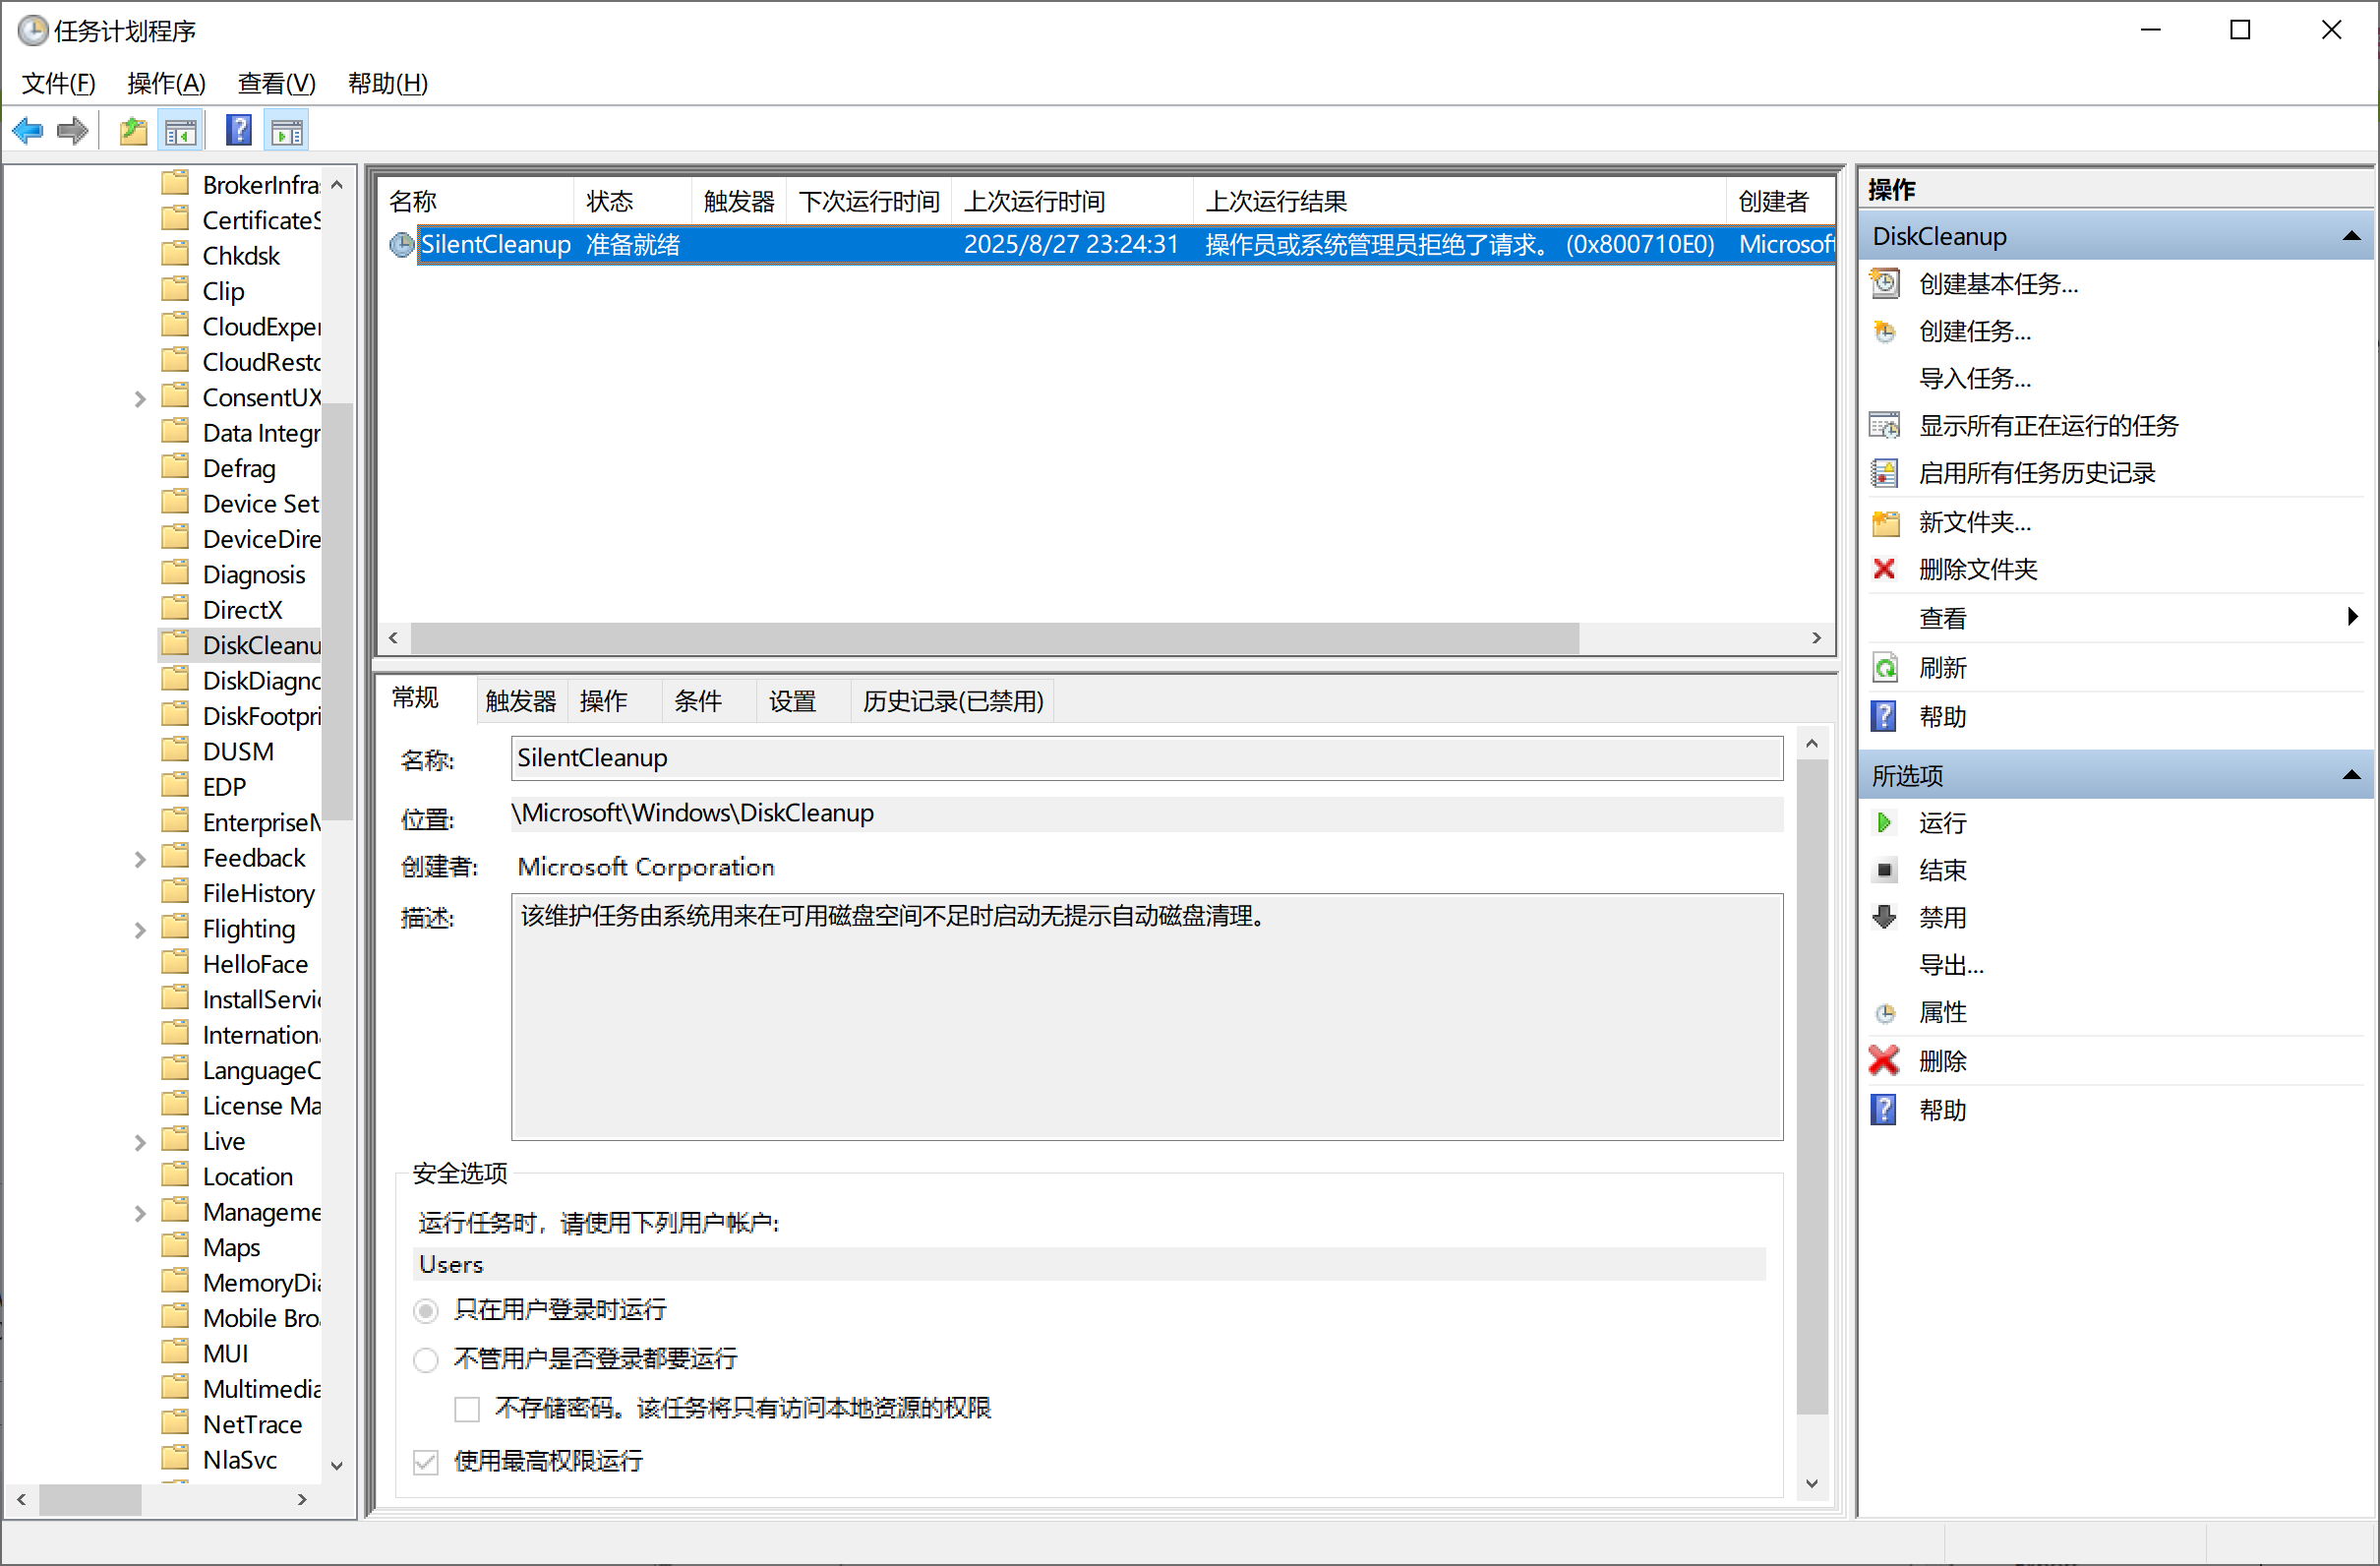 任务计划程序
文件(F) 操作(A) 查看(V) 帮助(H)
BrokerInfra
CertificateS
Chkdsk
Clip
CloudExper
CloudResto
ConsentUX
Data Integr
Defrag
Device Set
DeviceDire
Diagnosis
DirectX
DiskCleanu
DiskDiagno
DiskFootpri
DUSM
EDP
EnterpriseM
Feedback
FileHistory
Flighting
HelloFace
InstallServic
Internationa
LanguageC
License Ma
Live
Location
Manageme
Maps
MemoryDia
Mobile Bro
MUI
Multimedia
NetTrace
NlaSvc
名称 状态 触发器 下次运行时间 上次运行时间 上次运行结果 创建者
SilentCleanup 准备就绪 2025/8/27 23:24:31 操作员或系统管理员拒绝了请求。 (0x800710E0) Microsoft
常规 触发器 操作 条件 设置 历史记录(已禁用)
名称: SilentCleanup
位置: \Microsoft\Windows\DiskCleanup
创建者: Microsoft Corporation
描述: 该维护任务由系统用来在可用磁盘空间不足时启动无提示自动磁盘清理。
安全选项
运行任务时，请使用下列用户帐户:
Users
只在用户登录时运行
不管用户是否登录都要运行
不存储密码。该任务将只有访问本地资源的权限
使用最高权限运行
操作
DiskCleanup
创建基本任务...
创建任务...
导入任务...
显示所有正在运行的任务
启用所有任务历史记录
新文件夹...
删除文件夹
查看
刷新
帮助
所选项
运行
结束
禁用
导出...
属性
删除
帮助